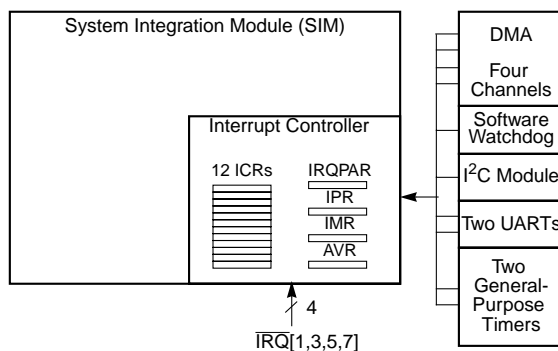 System Integration Module (SIM)
Interrupt Controller
12 ICRs
IRQPAR
IPR
IMR
AVR
4
IRQ[1,3,5,7]
DMA
Four
Channels
Software
Watchdog
I²C Module
Two UARTs
Two
General-
Purpose
Timers